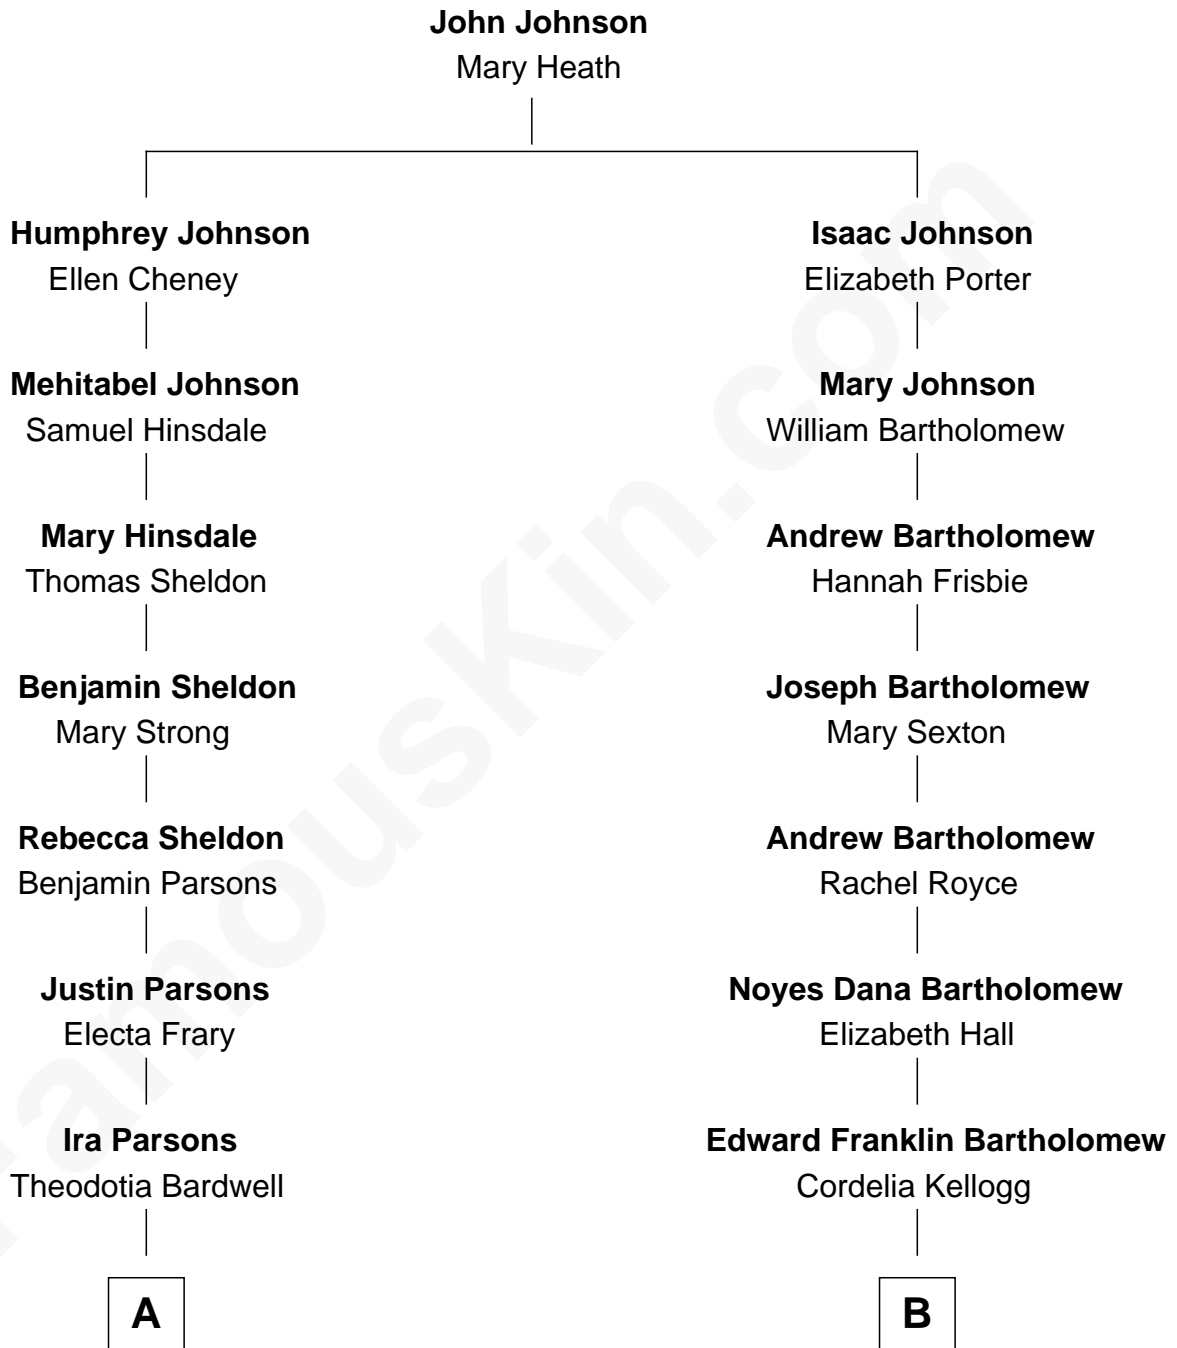 John Johnson
Mary Heath
Humphrey Johnson
Ellen Cheney
Isaac Johnson
Elizabeth Porter
Mehitabel Johnson
Samuel Hinsdale
Mary Johnson
William Bartholomew
Mary Hinsdale
Thomas Sheldon
Andrew Bartholomew
Hannah Frisbie
Benjamin Sheldon
Mary Strong
Joseph Bartholomew
Mary Sexton
Rebecca Sheldon
Benjamin Parsons
Andrew Bartholomew
Rachel Royce
Justin Parsons
Electa Frary
Noyes Dana Bartholomew
Elizabeth Hall
Ira Parsons
Theodotia Bardwell
Edward Franklin Bartholomew
Cordelia Kellogg
A
B
FamousKin.com